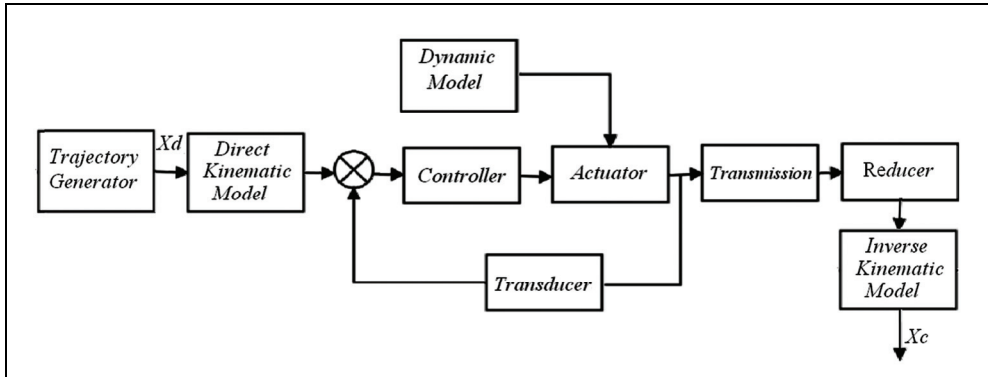 Dynamic
Model
Trajectory
Generator
Xd
Direct
Kinematic
Model
Controller
Actuator
Transmission
Reducer
Transducer
Inverse
Kinematic
Model
Xc